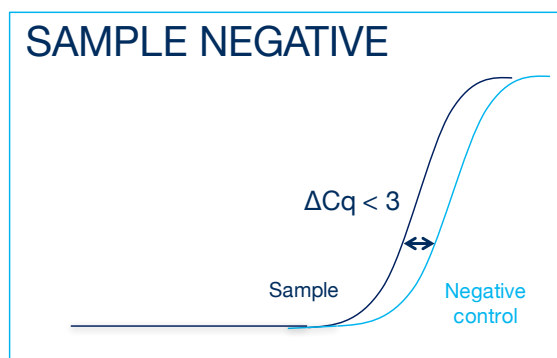 SAMPLE NEGATIVE
ΔCq < 3
Sample
Negative
control